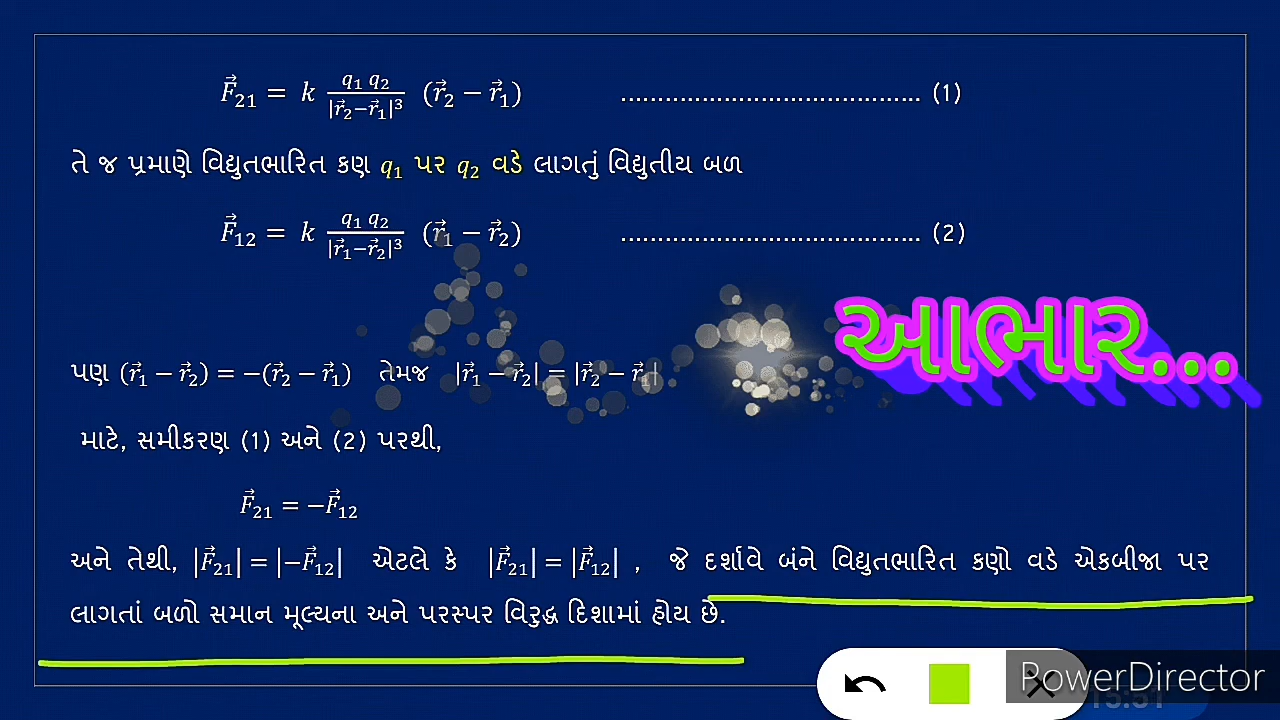 F⃗₂₁ = k q₁ q₂ / |r⃗₂−r⃗₁|³ (r⃗₂ − r⃗₁) ........................................ (1)
તે જ પ્રમાણે વિદ્યુતભારિત કણ q₁ પર q₂ વડે લાગતું વિદ્યુતીય બળ
F⃗₁₂ = k q₁ q₂ / |r⃗₁−r⃗₂|³ (r⃗₁ − r⃗₂) ........................................ (2)
આભાર...
પણ (r⃗₁ − r⃗₂) = −(r⃗₂ − r⃗₁) તેમજ |r⃗₁ − r⃗₂| = |r⃗₂ − r⃗₁|
માટે, સમીકરણ (1) અને (2) પરથી,
F⃗₂₁ = −F⃗₁₂
અને તેથી, |F⃗₂₁| = |−F⃗₁₂| એટલે કે |F⃗₂₁| = |F⃗₁₂| , જે દર્શાવે બંને વિદ્યુતભારિત કણો વડે એકબીજા પર
લાગતાં બળો સમાન મૂલ્યના અને પરસ્પર વિરુદ્ધ દિશામાં હોય છે.
PowerDirector